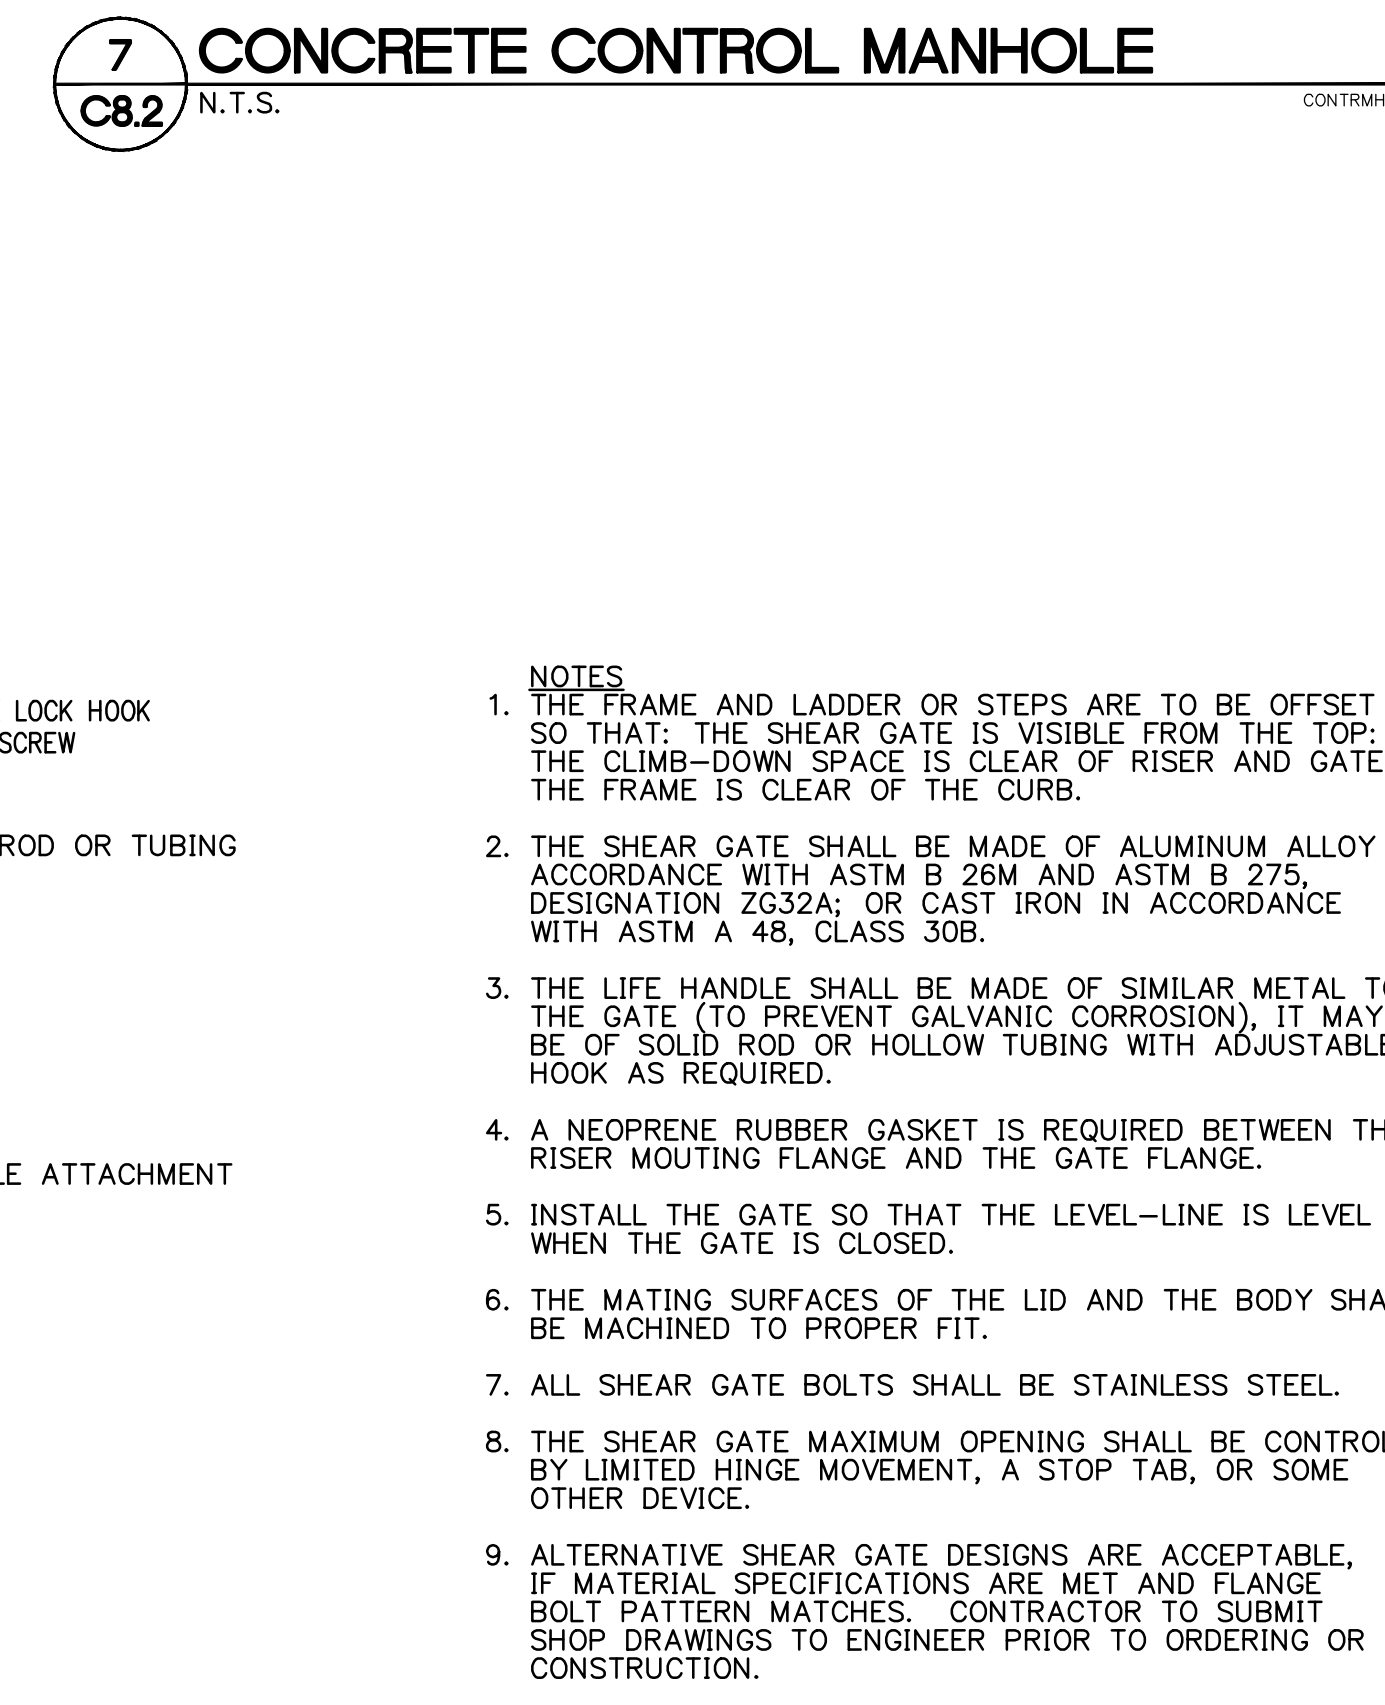 7
C8.2
CONCRETE CONTROL MANHOLE
N.T.S.
CONTRMH
LOCK HOOK
SCREW
ROD OR TUBING
LE ATTACHMENT
NOTES
1. THE FRAME AND LADDER OR STEPS ARE TO BE OFFSET
SO THAT: THE SHEAR GATE IS VISIBLE FROM THE TOP:
THE CLIMB-DOWN SPACE IS CLEAR OF RISER AND GATE
THE FRAME IS CLEAR OF THE CURB.
2. THE SHEAR GATE SHALL BE MADE OF ALUMINUM ALLOY
ACCORDANCE WITH ASTM B 26M AND ASTM B 275,
DESIGNATION ZG32A; OR CAST IRON IN ACCORDANCE
WITH ASTM A 48, CLASS 30B.
3. THE LIFE HANDLE SHALL BE MADE OF SIMILAR METAL TO
THE GATE (TO PREVENT GALVANIC CORROSION), IT MAY
BE OF SOLID ROD OR HOLLOW TUBING WITH ADJUSTABLE
HOOK AS REQUIRED.
4. A NEOPRENE RUBBER GASKET IS REQUIRED BETWEEN TH
RISER MOUTING FLANGE AND THE GATE FLANGE.
5. INSTALL THE GATE SO THAT THE LEVEL-LINE IS LEVEL
WHEN THE GATE IS CLOSED.
6. THE MATING SURFACES OF THE LID AND THE BODY SHA
BE MACHINED TO PROPER FIT.
7. ALL SHEAR GATE BOLTS SHALL BE STAINLESS STEEL.
8. THE SHEAR GATE MAXIMUM OPENING SHALL BE CONTROL
BY LIMITED HINGE MOVEMENT, A STOP TAB, OR SOME
OTHER DEVICE.
9. ALTERNATIVE SHEAR GATE DESIGNS ARE ACCEPTABLE,
IF MATERIAL SPECIFICATIONS ARE MET AND FLANGE
BOLT PATTERN MATCHES. CONTRACTOR TO SUBMIT
SHOP DRAWINGS TO ENGINEER PRIOR TO ORDERING OR
CONSTRUCTION.